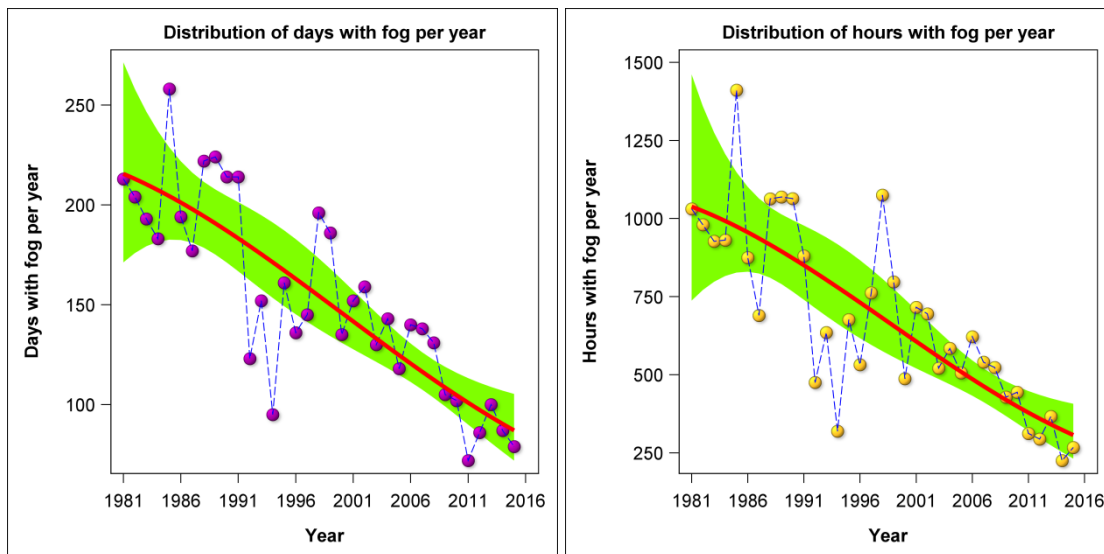 Distribution of days with fog per year
Days with fog per year
250
200
150
100
1981 1986 1991 1996 2001 2006 2011 2016
Year
Distribution of hours with fog per year
Hours with fog per year
1500
1250
1000
750
500
250
1981 1986 1991 1996 2001 2006 2011 2016
Year